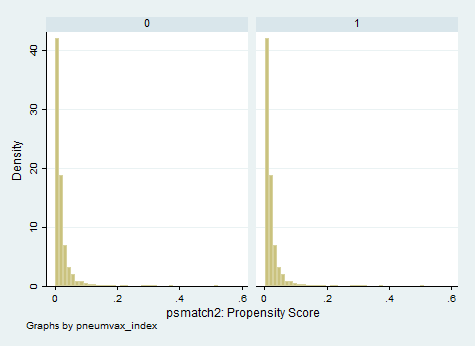 0 1
Density
0 10 20 30 40
0 .2 .4 .6 0 .2 .4 .6
psmatch2: Propensity Score
Graphs by pneumvax_index